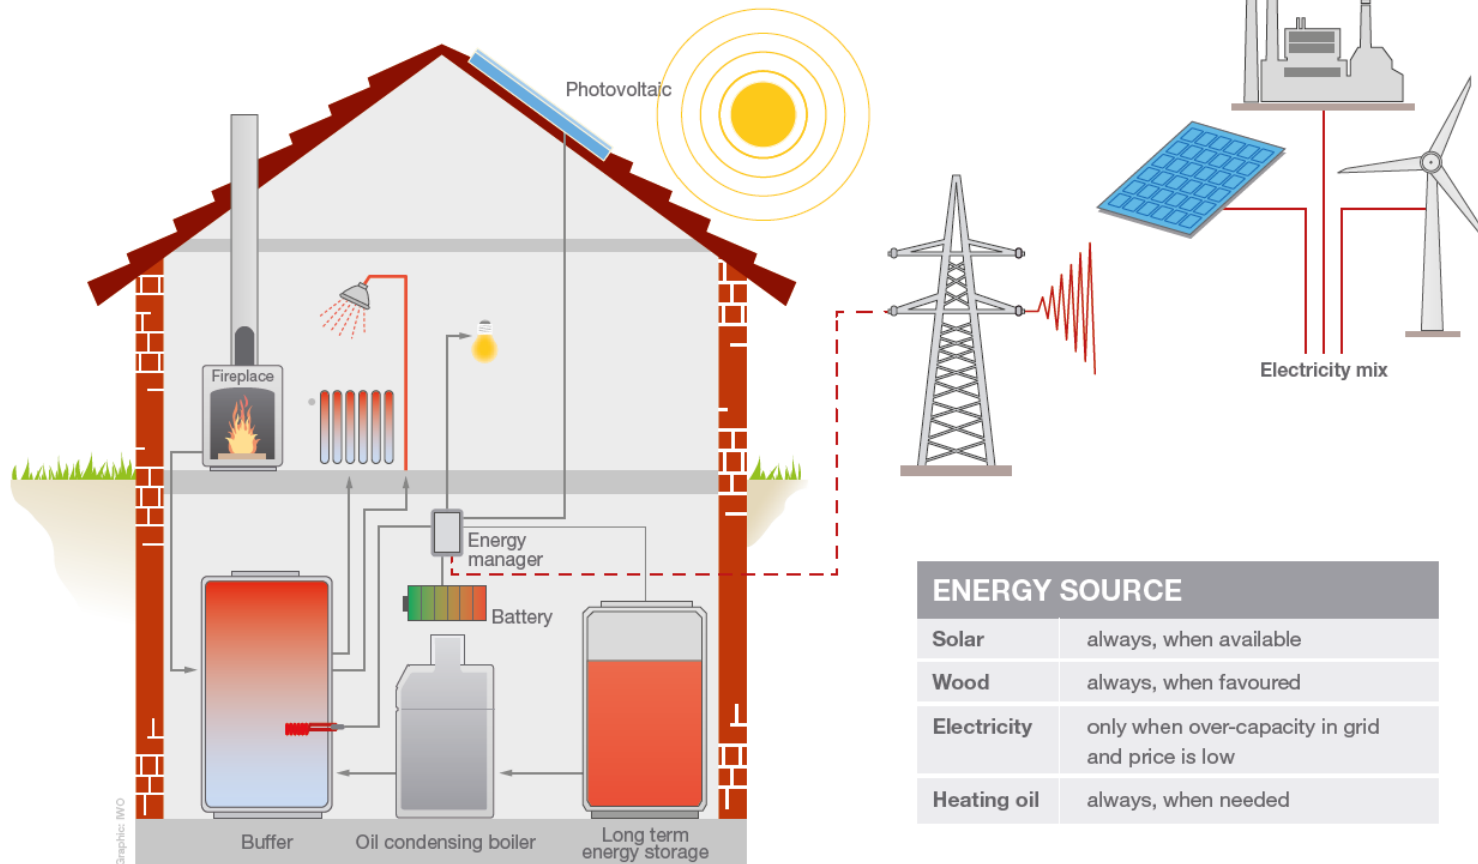 Photovoltaic
Fireplace
Electricity mix
Energy
manager
Battery
Buffer
Oil condensing boiler
Long term
energy storage
Graphic: IWO
ENERGY SOURCE
Solar always, when available
Wood always, when favoured
Electricity only when over-capacity in grid
and price is low
Heating oil always, when needed